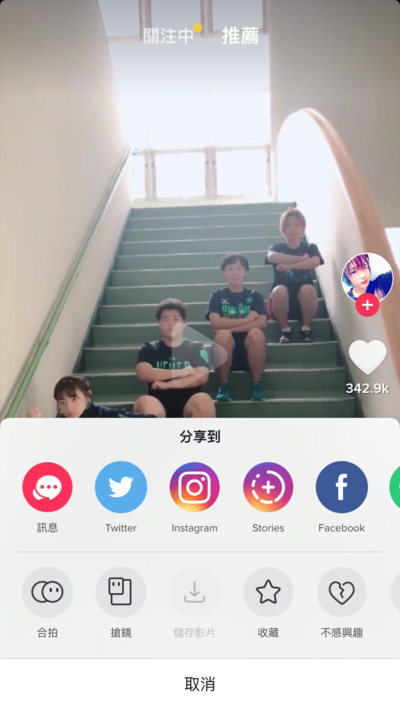 關注中 推薦
NEVER
342.9k
分享到
訊息 Twitter Instagram Stories Facebook
合拍 搶鏡 儲存影片 收藏 不感興趣
取消